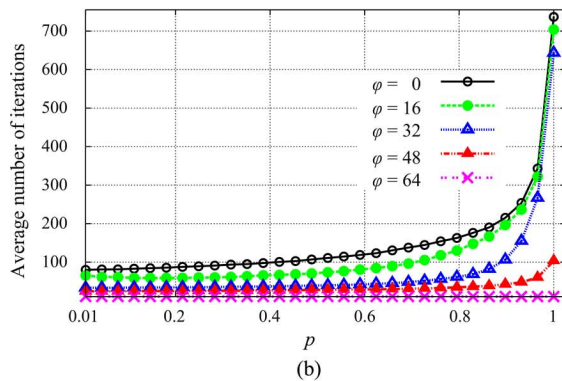 700
600
500
400
300
200
100
Average number of iterations
φ = 0
φ = 16
φ = 32
φ = 48
φ = 64
0.01 0.2 0.4 0.6 0.8 1
p
(b)